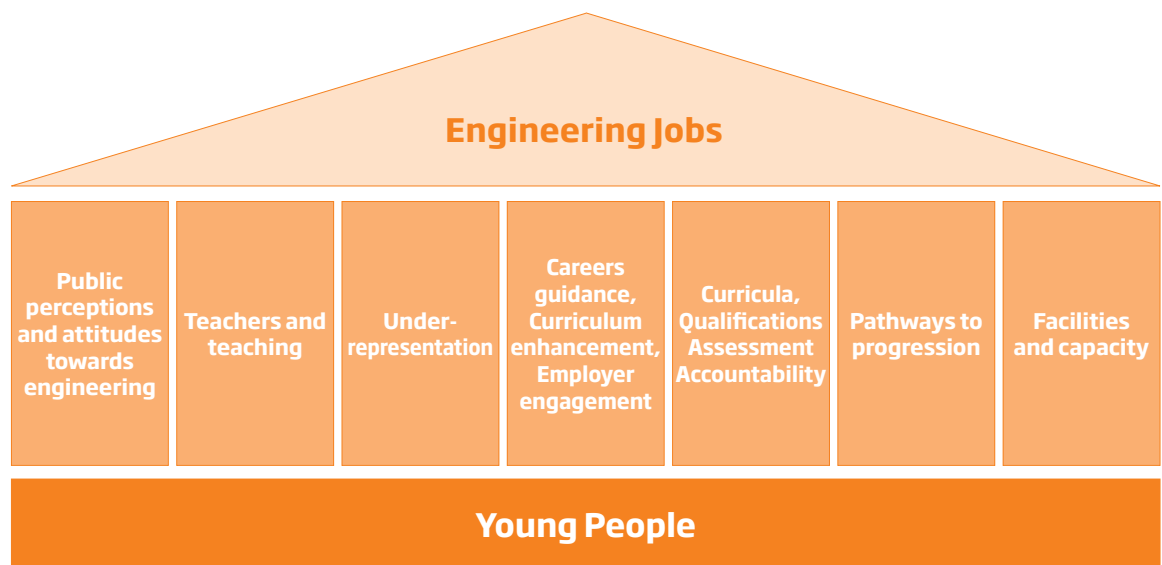 Engineering Jobs
Public
perceptions
and attitudes
towards
engineering
Teachers and
teaching
Under-
representation
Careers
guidance,
Curriculum
enhancement,
Employer
engagement
Curricula,
Qualifications
Assessment
Accountability
Pathways to
progression
Facilities
and capacity
Young People